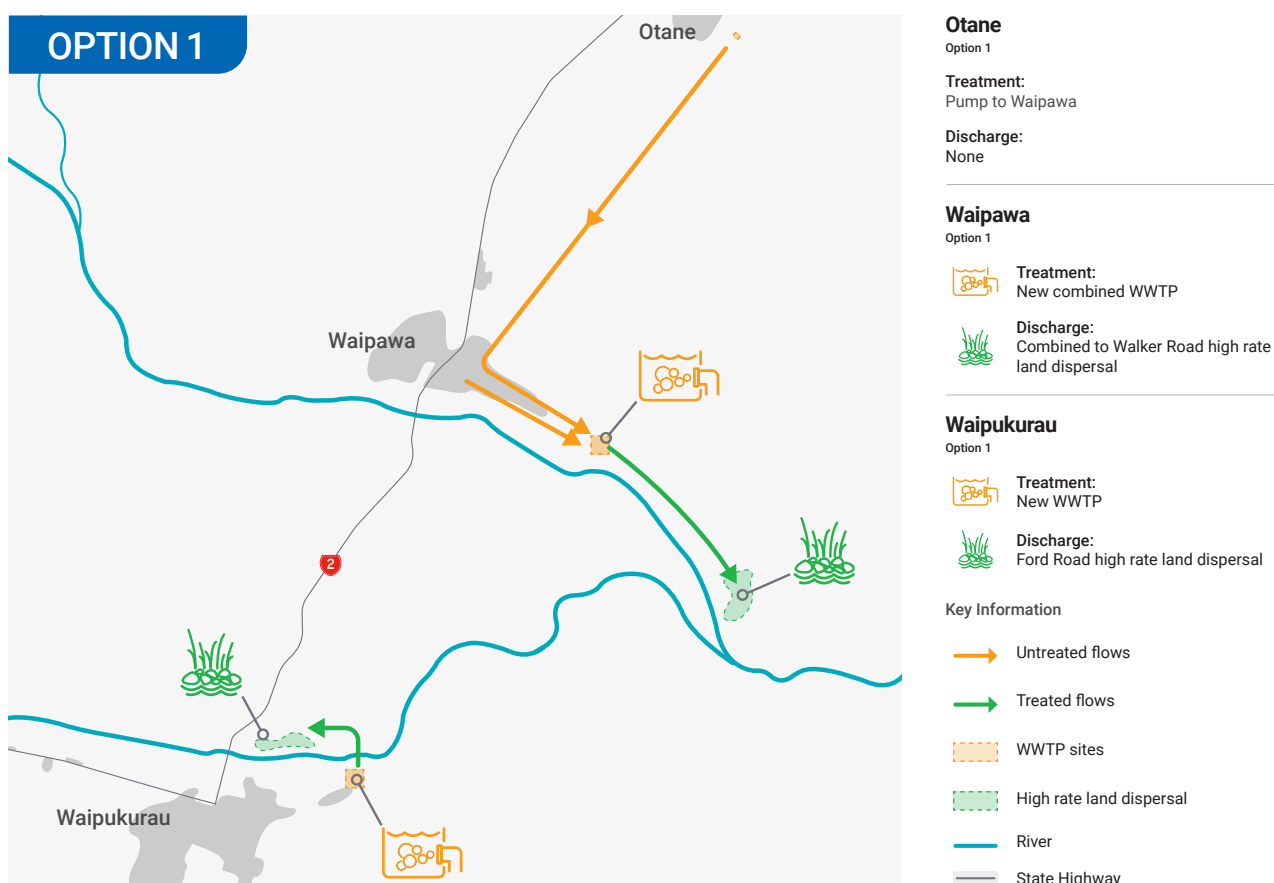 OPTION 1
Otane
Waipawa
2
Waipukurau
Otane
Option 1
Treatment:
Pump to Waipawa
Discharge:
None
Waipawa
Option 1
Treatment:
New combined WWTP
Discharge:
Combined to Walker Road high rate
land dispersal
Waipukurau
Option 1
Treatment:
New WWTP
Discharge:
Ford Road high rate land dispersal
Key Information
Untreated flows
Treated flows
WWTP sites
High rate land dispersal
River
State Highway